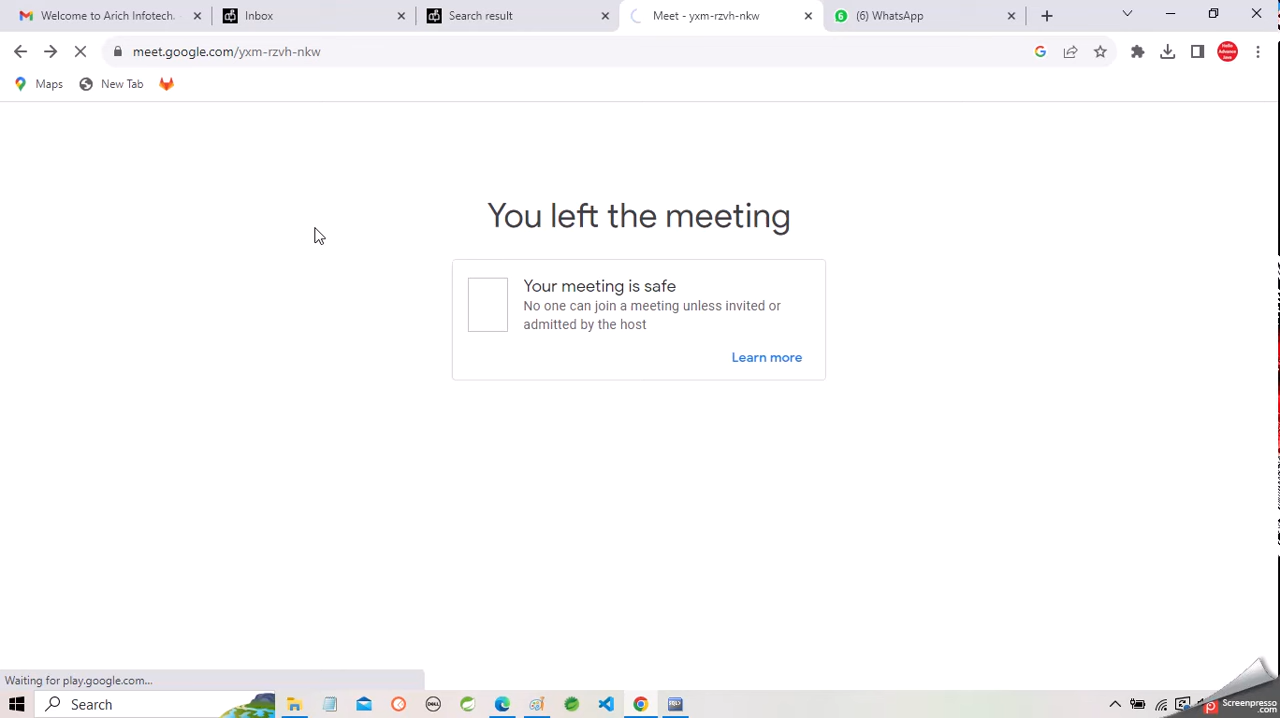 Welcome to Arich Infotech
Inbox
Search result
Meet - yxm-rzvh-nkw
(6) WhatsApp
meet.google.com/yxm-rzvh-nkw
Maps
New Tab
You left the meeting
Your meeting is safe
No one can join a meeting unless invited or
admitted by the host
Learn more
Waiting for play.google.com...
Search
Screenpresso
.com